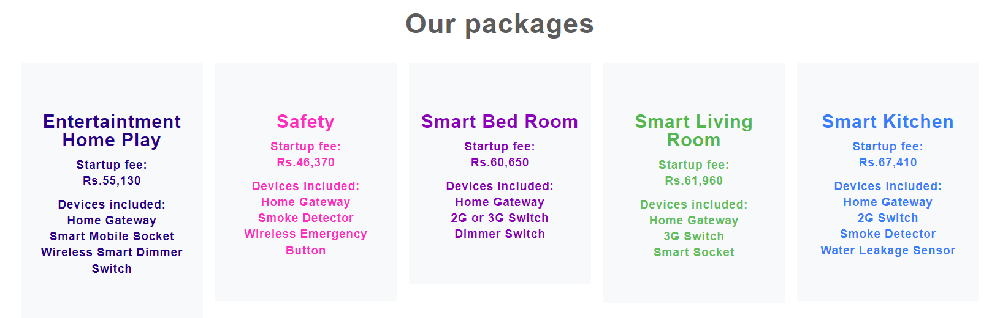 Our packages
Entertaintment
Home Play
Startup fee:
Rs.55,130
Devices included:
Home Gateway
Smart Mobile Socket
Wireless Smart Dimmer
Switch
Safety
Startup fee:
Rs.46,370
Devices included:
Home Gateway
Smoke Detector
Wireless Emergency
Button
Smart Bed Room
Startup fee:
Rs.60,650
Devices included:
Home Gateway
2G or 3G Switch
Dimmer Switch
Smart Living
Room
Startup fee:
Rs.61,960
Devices included:
Home Gateway
3G Switch
Smart Socket
Smart Kitchen
Startup fee:
Rs.67,410
Devices included:
Home Gateway
2G Switch
Smoke Detector
Water Leakage Sensor